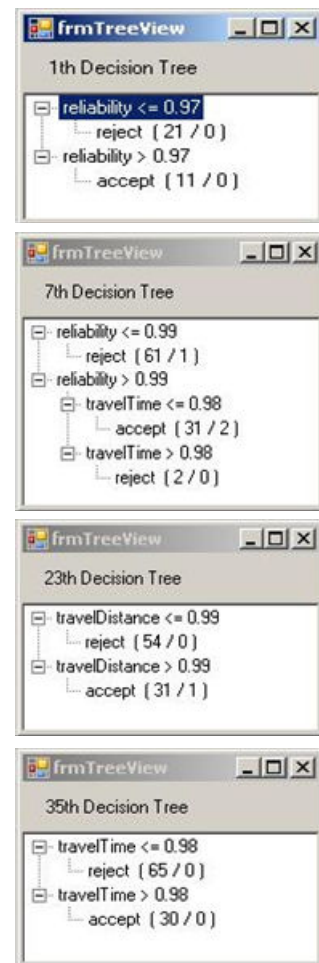 frmTreeView
1th Decision Tree
reliability <= 0.97
reject ( 21 / 0 )
reliability > 0.97
accept ( 11 / 0 )
frmTreeView
7th Decision Tree
reliability <= 0.99
reject ( 61 / 1 )
reliability > 0.99
travelTime <= 0.98
accept ( 31 / 2 )
travelTime > 0.98
reject ( 2 / 0 )
frmTreeView
23th Decision Tree
travelDistance <= 0.99
reject ( 54 / 0 )
travelDistance > 0.99
accept ( 31 / 1 )
frmTreeView
35th Decision Tree
travelTime <= 0.98
reject ( 65 / 0 )
travelTime > 0.98
accept ( 30 / 0 )